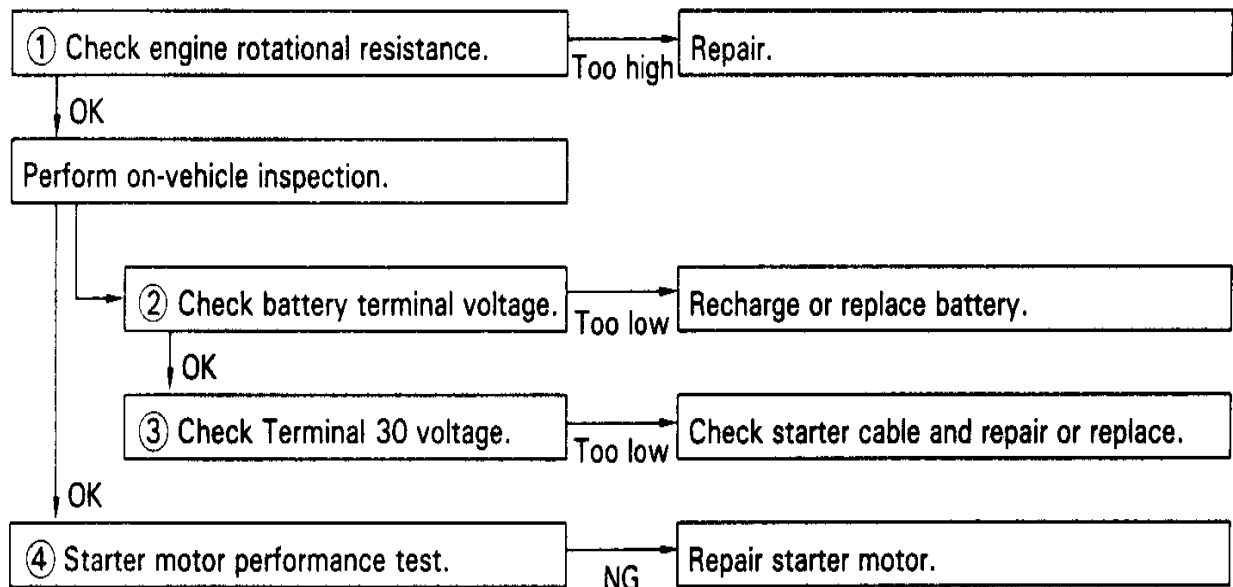 ① Check engine rotational resistance.
Too high
Repair.
OK
Perform on-vehicle inspection.
② Check battery terminal voltage.
Too low
Recharge or replace battery.
OK
③ Check Terminal 30 voltage.
Too low
Check starter cable and repair or replace.
OK
④ Starter motor performance test.
NG
Repair starter motor.